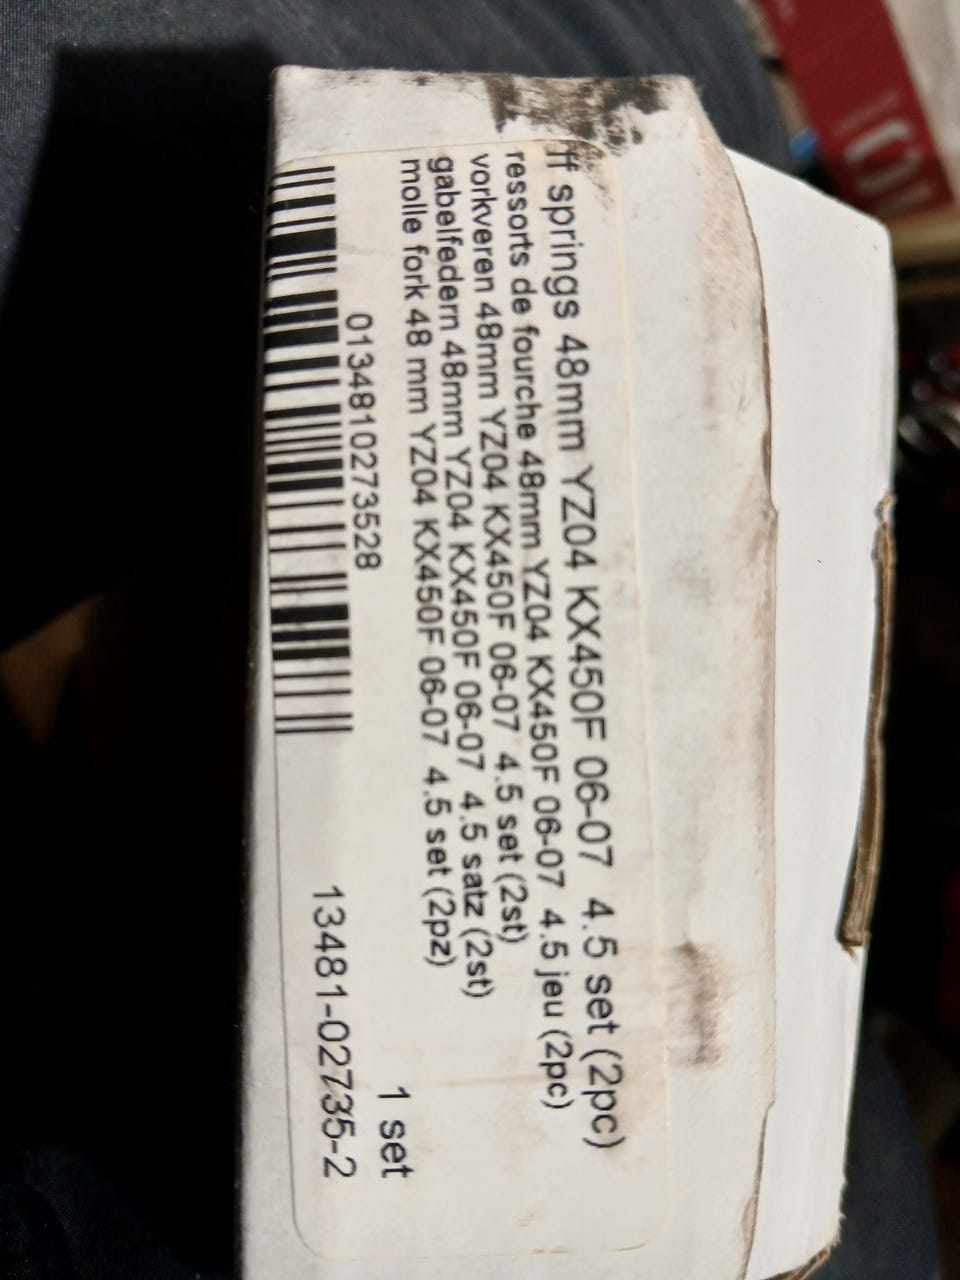 ff springs 48mm YZ04 KX450F 06-07 4.5 set (2pc)
ressorts de fourche 48mm YZ04 KX450F 06-07 4.5 jeu (2pc)
vorkveren 48mm YZ04 KX450F 06-07 4.5 set (2st)
gabelfedern 48mm YZ04 KX450F 06-07 4.5 satz (2st)
molle fork 48 mm YZ04 KX450F 06-07 4.5 set (2pz)
1 set
0134810273528
13481-02735-2